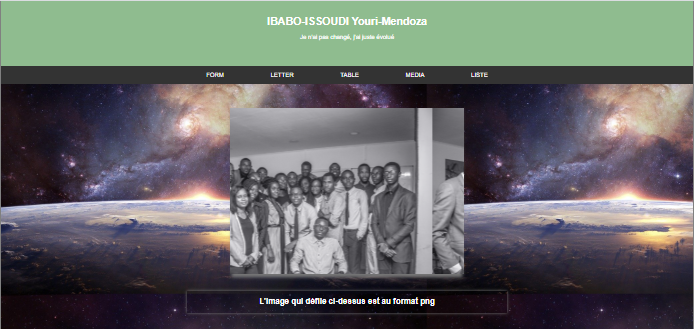 IBABO-ISSOUDI Youri-Mendoza
Je n'ai pas changé, j'ai juste évolué
FORM LETTER TABLE MEDIA LISTE
L'image qui défile ci-dessus est au format png